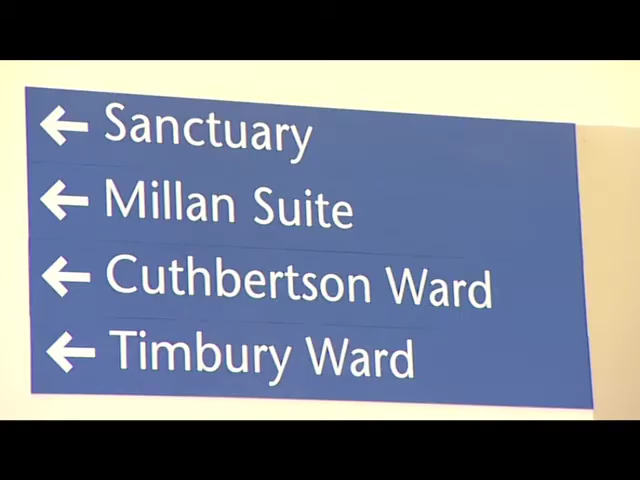 ← Sanctuary
← Millan Suite
← Cuthbertson Ward
← Timbury Ward